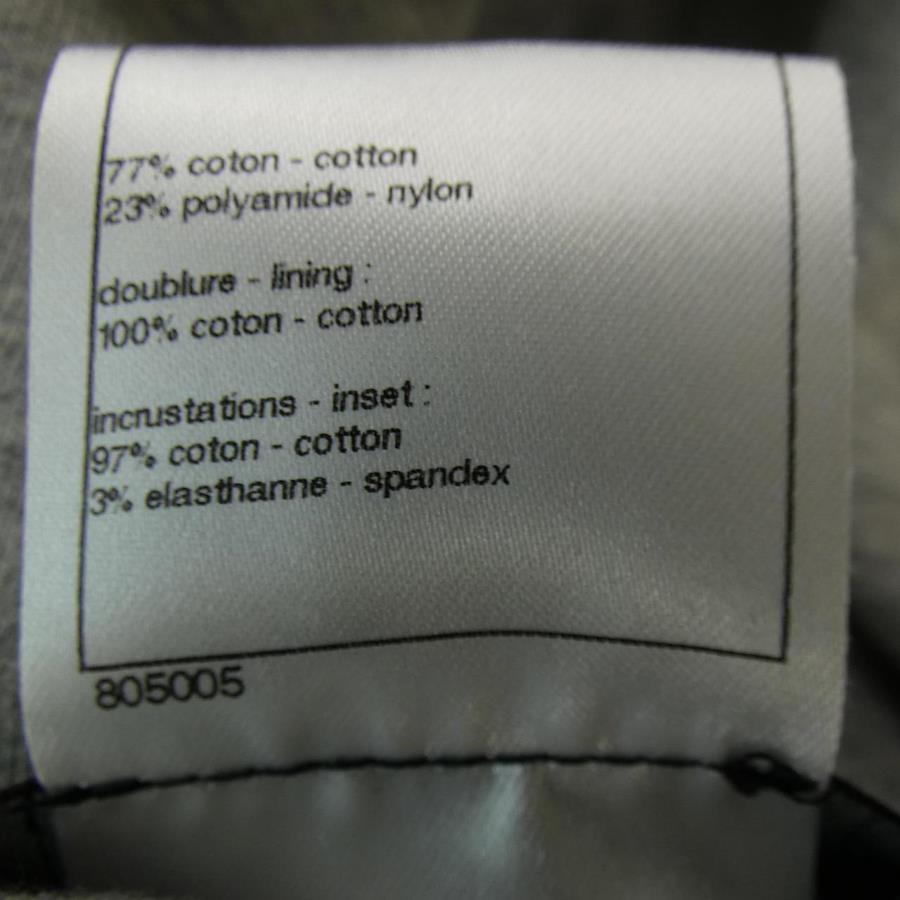 77% coton - cotton
23% polyamide - nylon
doublure - lining :
100% coton - cotton
incrustations - inset :
97% coton - cotton
3% elasthanne - spandex
805005